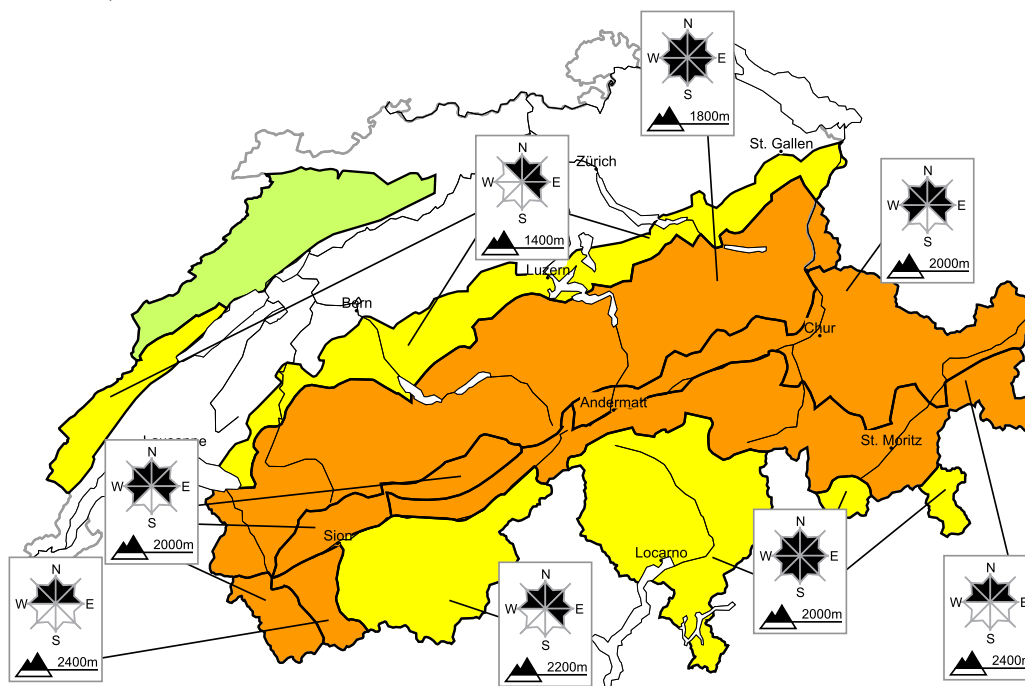 N
W E
S
1800m
St. Gallen
Zürich
N
W E
S
1400m
N
W E
S
2000m
Luzern
Bern
Chur
Andermatt
St. Moritz
N
W E
S
2000m
Sion
Locarno
N
W E
S
2000m
N
W E
S
2400m
N
W E
S
2200m
N
W E
S
2400m